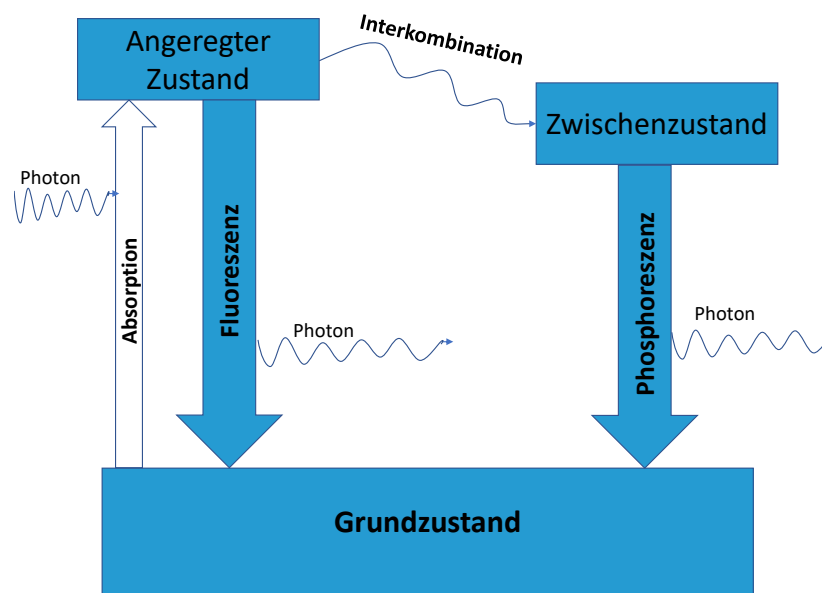 Angeregter
Zustand
Interkombination
Zwischenzustand
Photon
Absorption
Fluoreszenz
Photon
Phosphoreszenz
Photon
Grundzustand